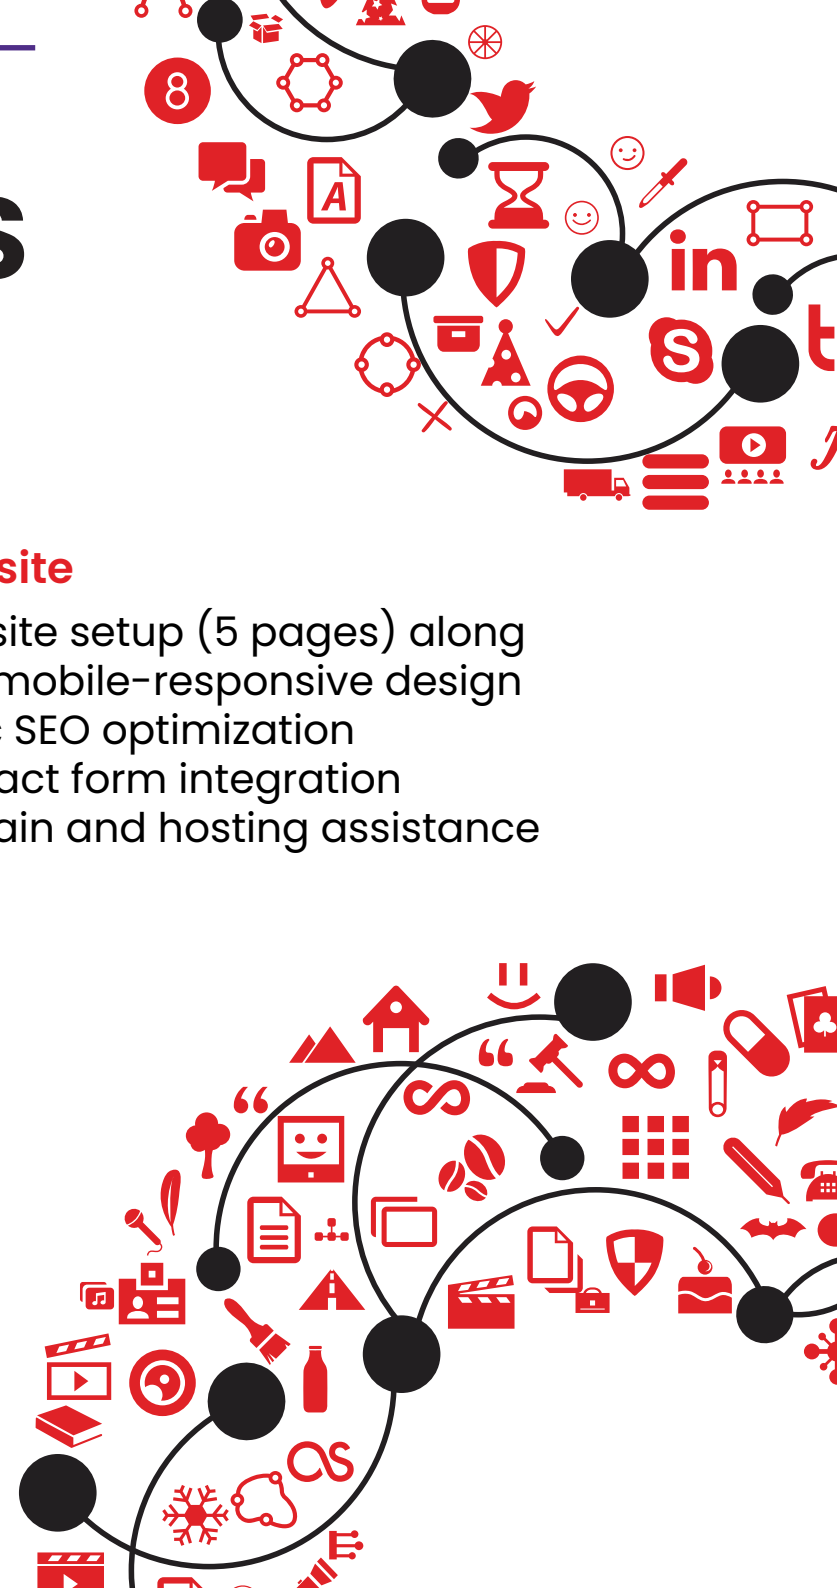 s
site
site setup (5 pages) along
mobile-responsive design
c SEO optimization
act form integration
ain and hosting assistance